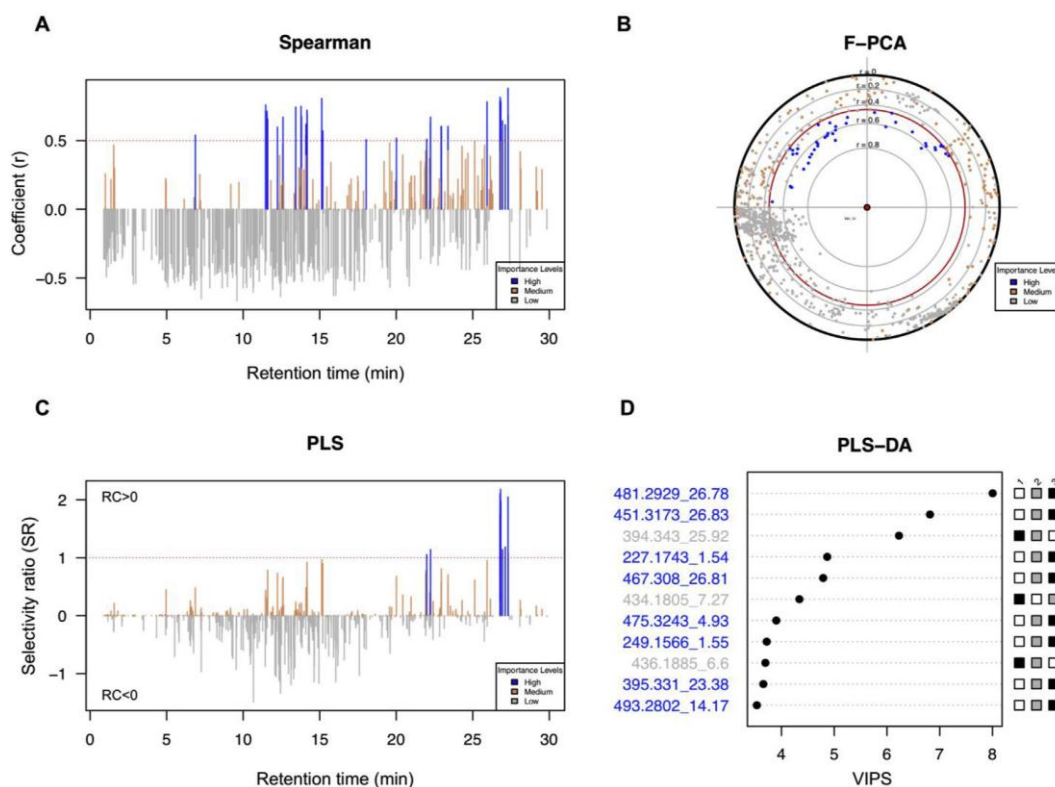 A
Spearman
Coefficient (r)
0.5
0.0
−0.5
Importance Levels
High
Medium
Low
0 5 10 15 20 25 30
Retention time (min)
B
F−PCA
r = 0
r = 0.2
r = 0.4
r = 0.6
r = 0.8
Importance Level
High
Medium
Low
C
PLS
Selectivity ratio (SR)
RC>0
2
1
0
−1
RC<0
Importance Levels
High
Medium
Low
0 5 10 15 20 25 30
Retention time (min)
D
PLS−DA
1 2 3
481.2929_26.78
451.3173_26.83
394.343_25.92
227.1743_1.54
467.308_26.81
434.1805_7.27
475.3243_4.93
249.1566_1.55
436.1885_6.6
395.331_23.38
493.2802_14.17
4 5 6 7 8
VIPS